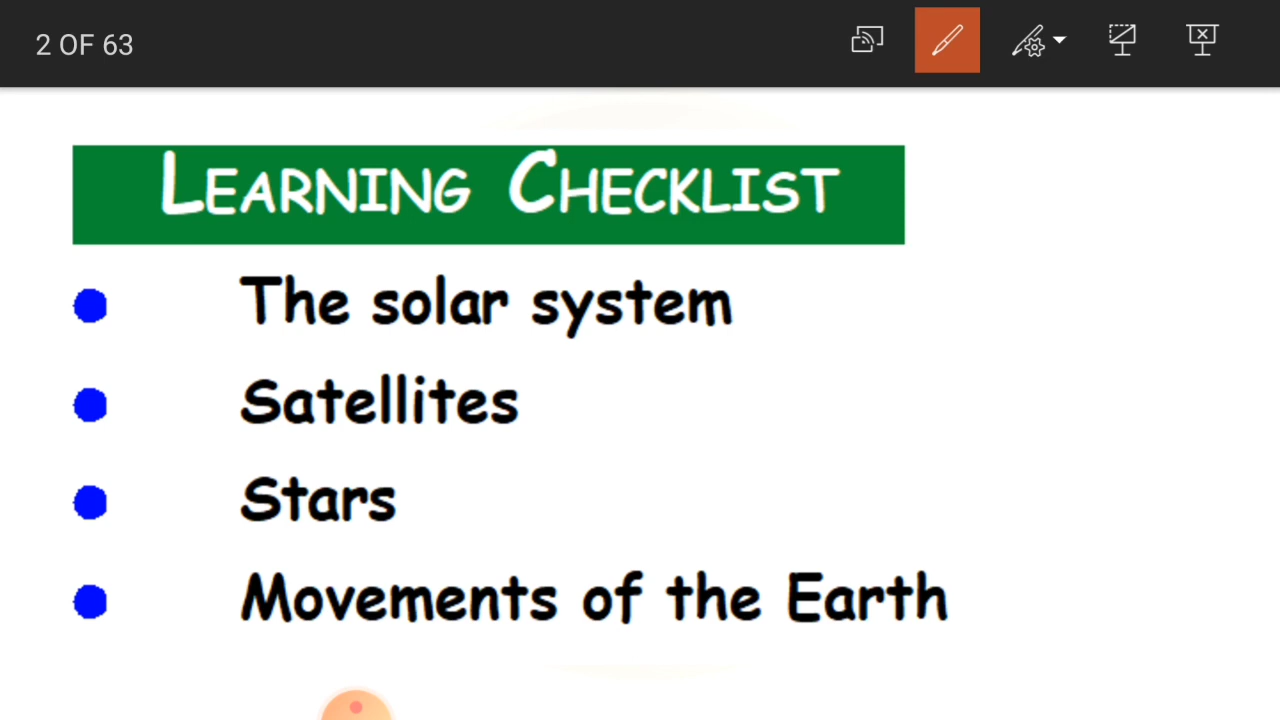 2 OF 63
LEARNING CHECKLIST
The solar system
Satellites
Stars
Movements of the Earth